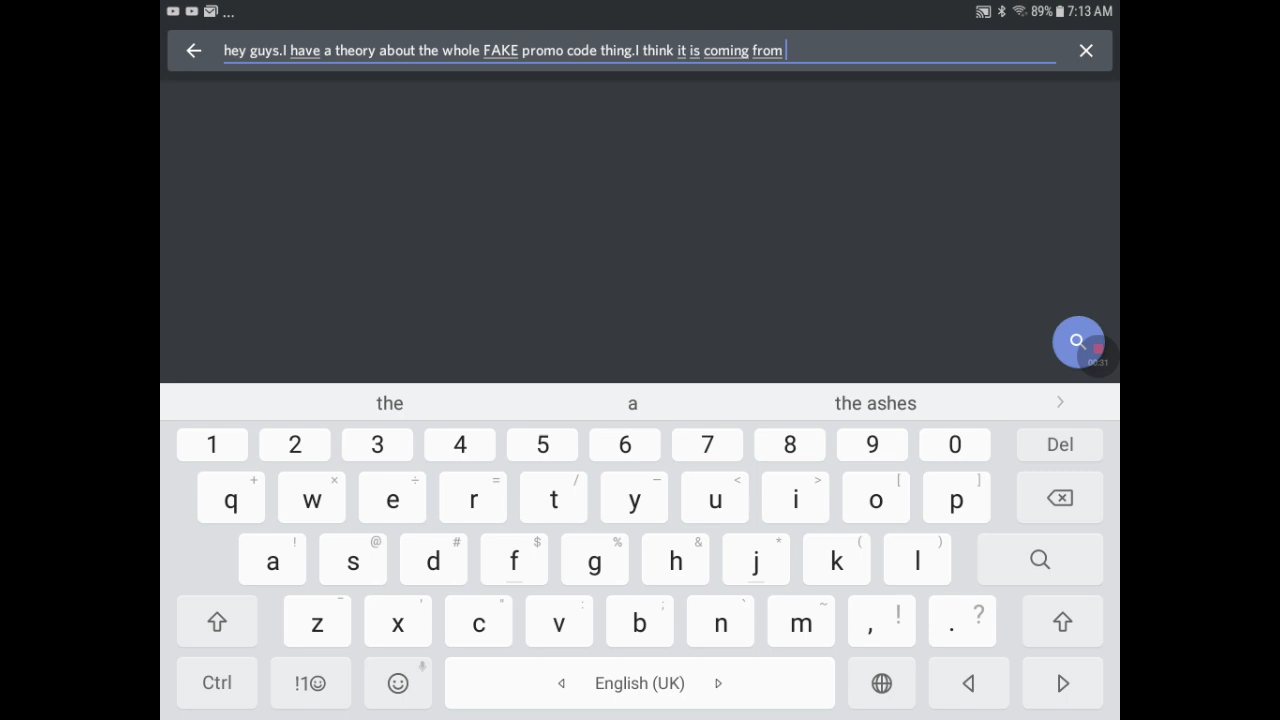 ... 89% 7:13 AM
hey guys.I have a theory about the whole FAKE promo code thing.I think it is coming from
00:31
the a the ashes >
1 2 3 4 5 6 7 8 9 0 Del
+ × ÷ = / − < > [ ]
q w e r t y u i o p
! @ # $ % & * ( )
a s d f g h j k l
- ' " : ; ` ~ ! ?
z x c v b n m , .
Ctrl !1☺ English (UK)